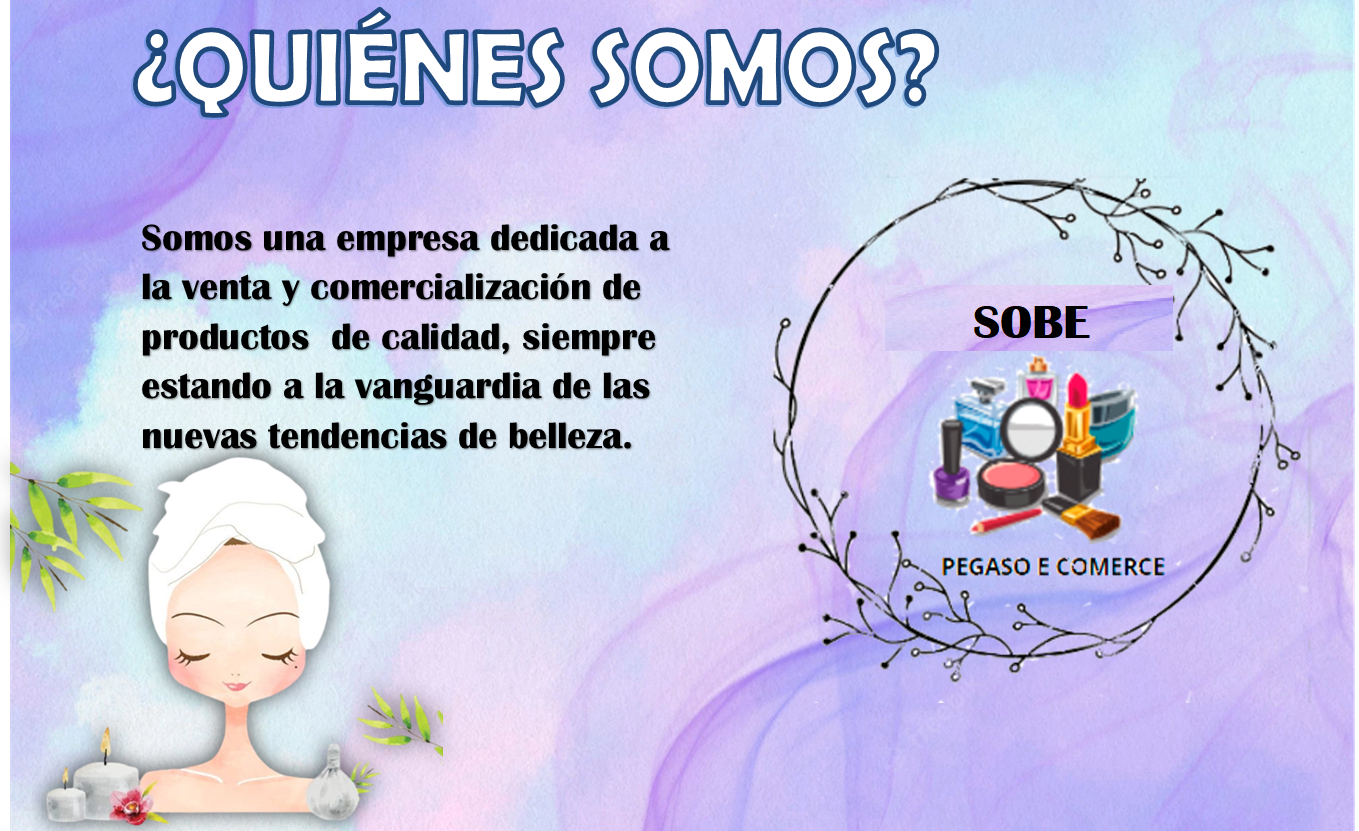 ¿QUIÉNES SOMOS?
Somos una empresa dedicada a
la venta y comercialización de
productos de calidad, siempre
estando a la vanguardia de las
nuevas tendencias de belleza.
SOBE
PEGASO E COMERCE